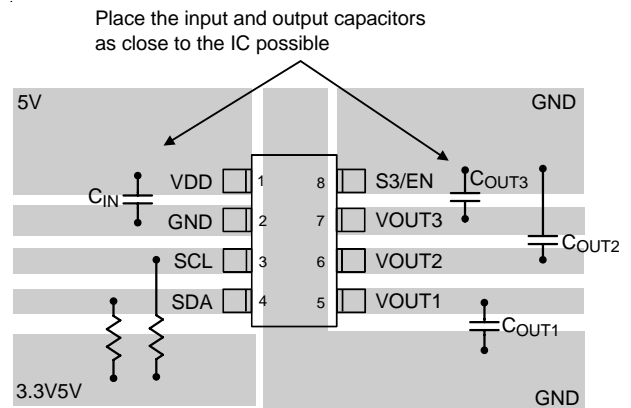 Place the input and output capacitors
as close to the IC possible
5V
GND
VDD 1 8 S3/EN
CIN
COUT3
GND 2 7 VOUT3
COUT2
SCL 3 6 VOUT2
SDA 4 5 VOUT1
COUT1
3.3V5V
GND